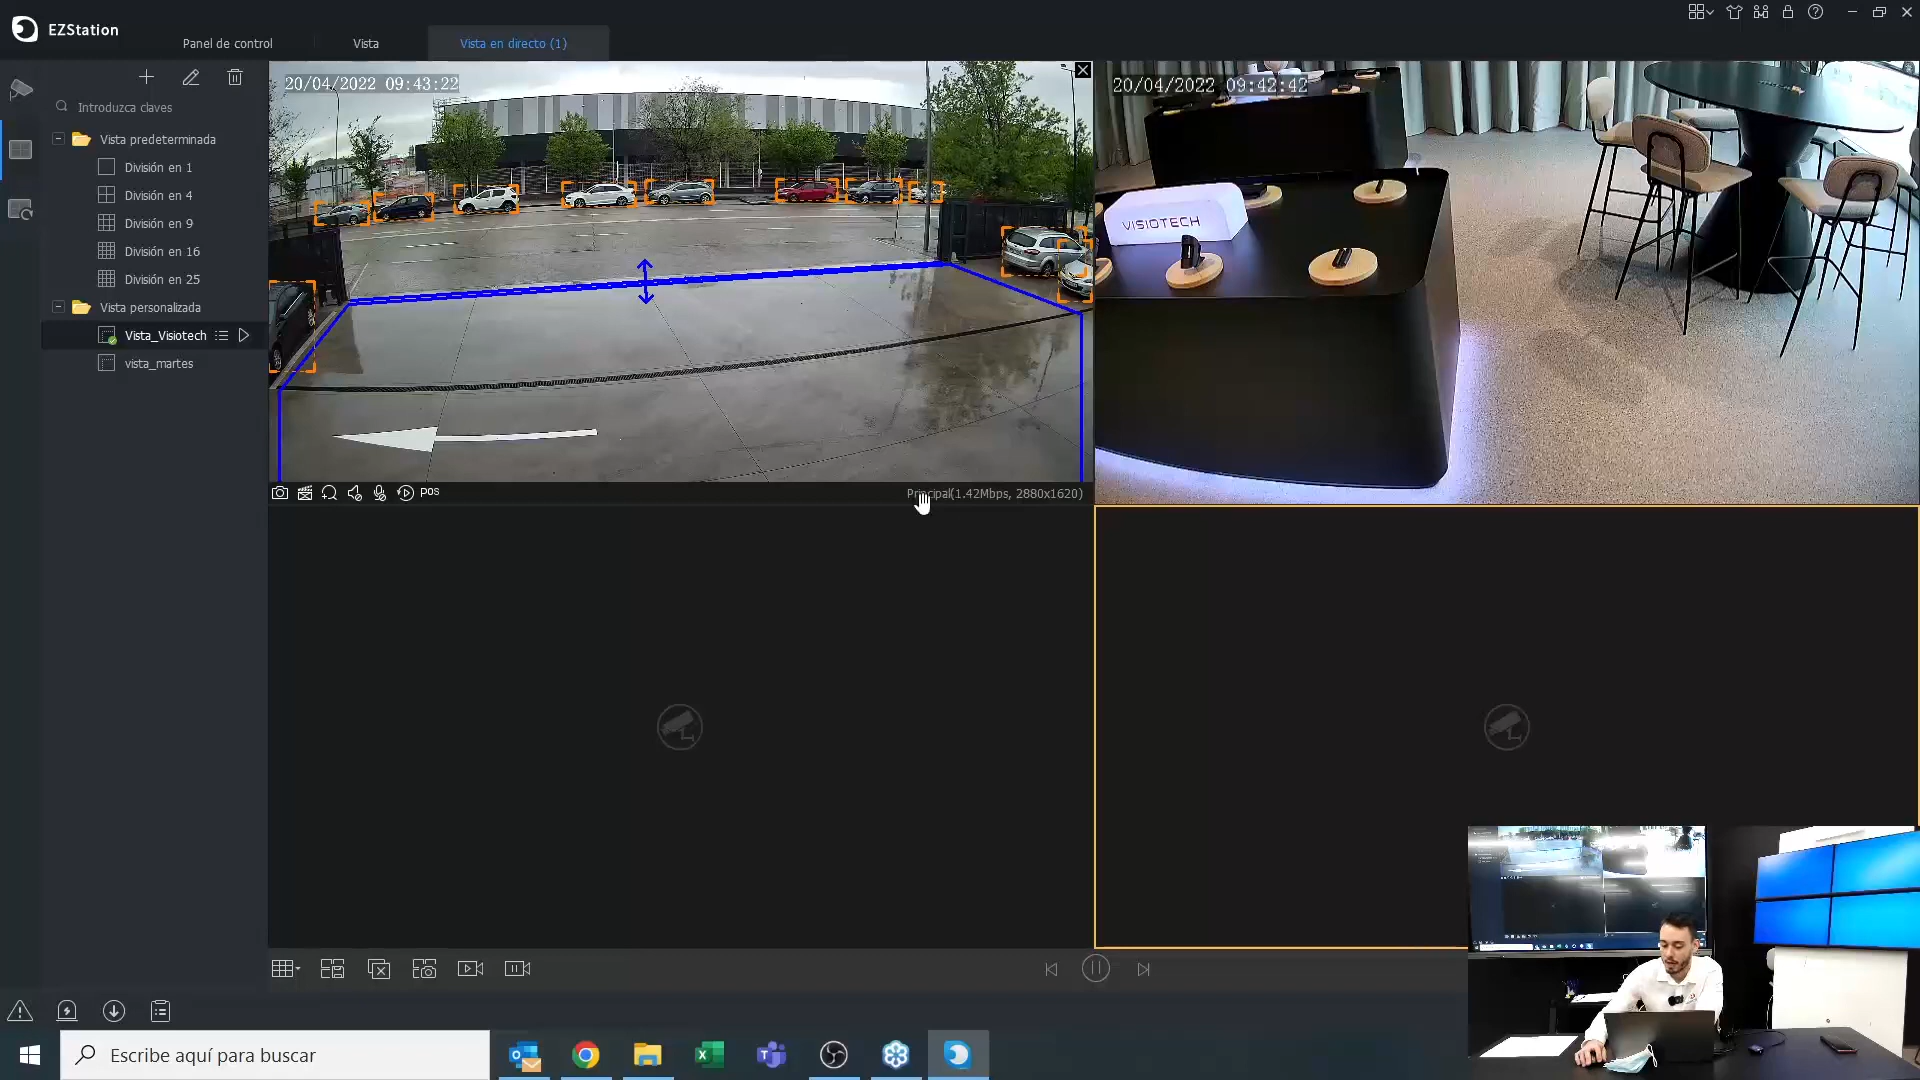 EZStation
Panel de control
Vista
Vista en directo (1)
Introduzca claves
Vista predeterminada
División en 1
División en 4
División en 9
División en 16
División en 25
Vista personalizada
Vista_Visiotech
vista_martes
20/04/2022 09:43:22
20/04/2022 09:42:42
VISIOTECH
POS
Principal(1.42Mbps, 2880x1620)
Escribe aquí para buscar